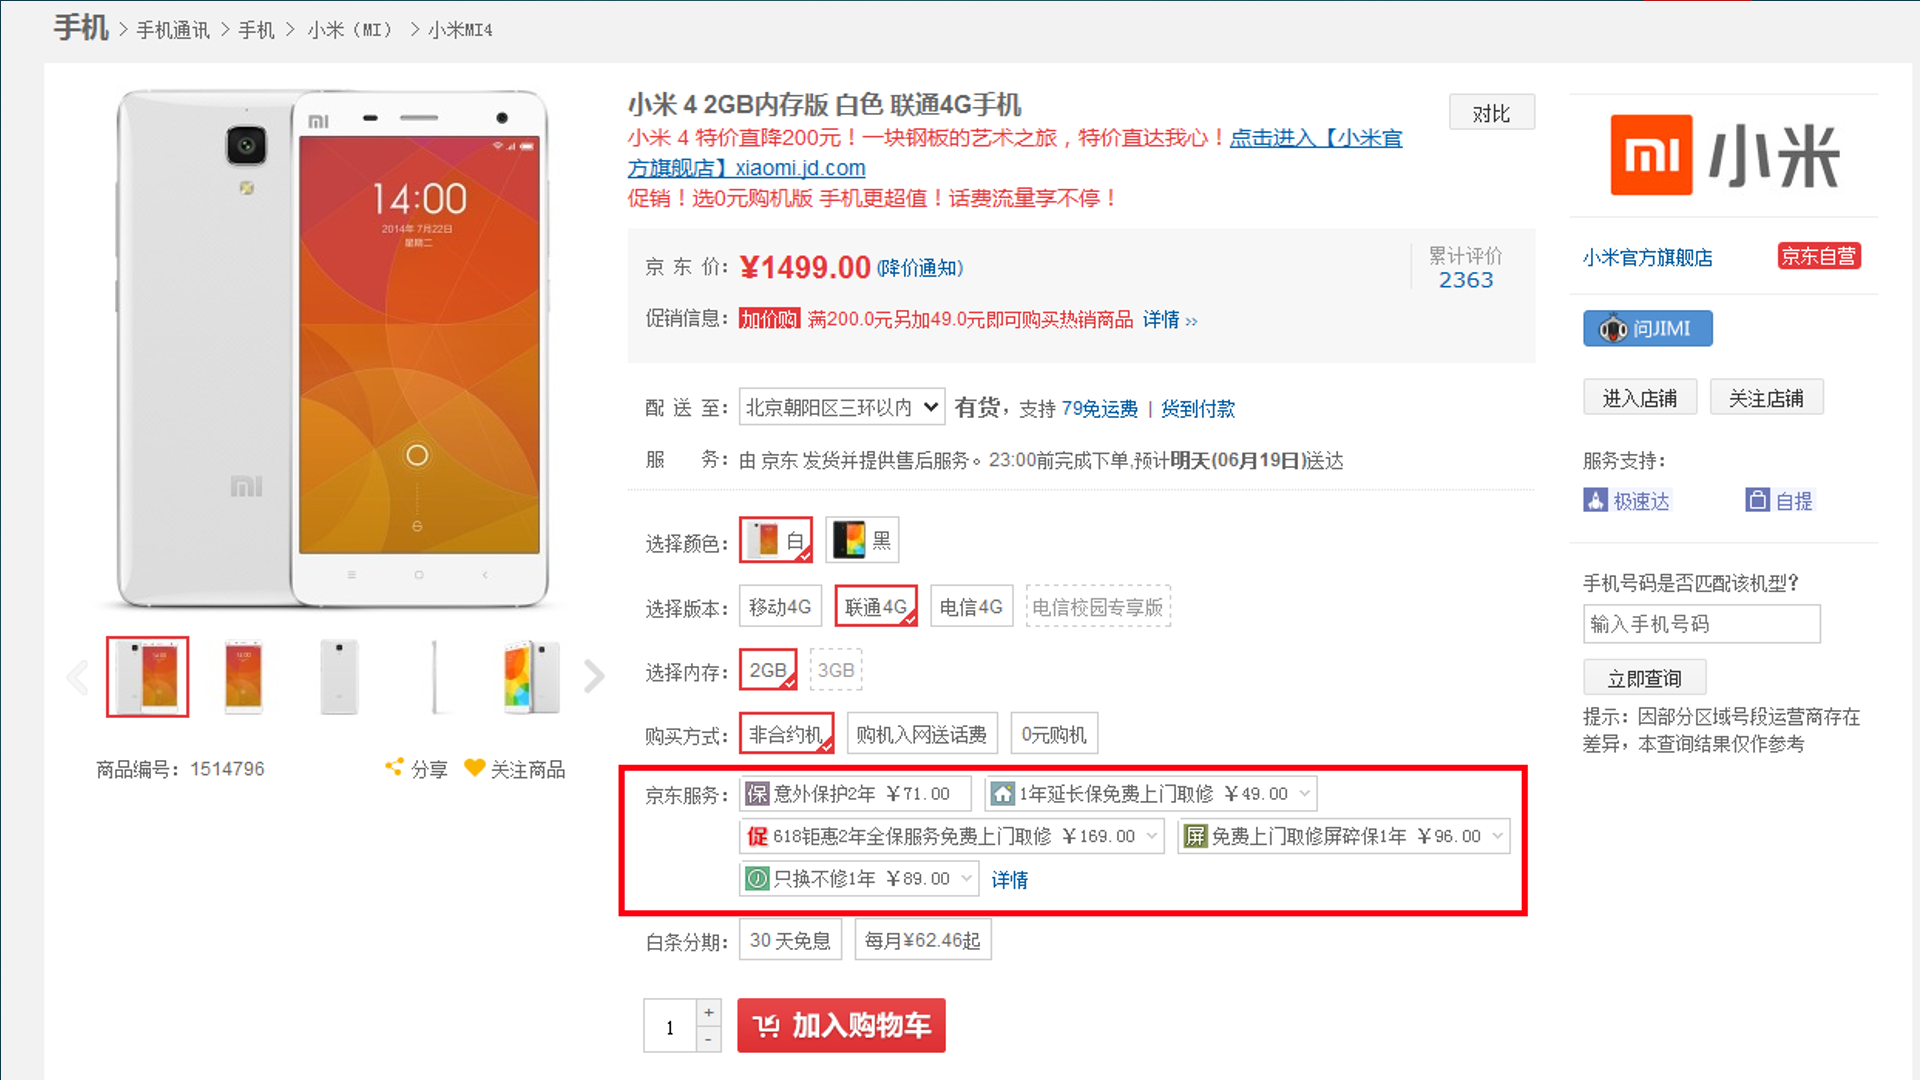 手机 > 手机通讯 > 手机 > 小米（MI） > 小米MI4
mi
14:00
2014年 7月22日
星期二
mi
商品编号：1514796
分享
关注商品
小米 4 2GB内存版 白色 联通4G手机
对比
小米 4 特价直降200元！一块钢板的艺术之旅，特价直达我心！点击进入【小米官
方旗舰店】xiaomi.jd.com
促销！选0元购机版 手机更超值！话费流量享不停！
京 东 价： ¥1499.00 (降价通知)
累计评价
2363
促销信息： 加价购 满200.0元另加49.0元即可购买热销商品 详情 >>
配 送 至： 北京朝阳区三环以内 有货，支持 79免运费 | 货到付款
服 务： 由 京东 发货并提供售后服务。23:00前完成下单,预计明天(06月19日)送达
选择颜色： 白 黑
选择版本： 移动4G 联通4G 电信4G 电信校园专享版
选择内存： 2GB 3GB
购买方式： 非合约机 购机入网送话费 0元购机
京东服务： 保 意外保护2年 ￥71.00 1年延长保免费上门取修 ￥49.00
促 618钜惠2年全保服务免费上门取修 ￥169.00 屏 免费上门取修屏碎保1年 ￥96.00
只换不修1年 ￥89.00 详情
白条分期： 30 天免息 每月¥62.46起
1 + -
加入购物车
mi 小米
小米官方旗舰店 京东自营
问JIMI
进入店铺 关注店铺
服务支持：
极速达 自提
手机号码是否匹配该机型？
输入手机号码
立即查询
提示：因部分区域号段运营商存在
差异，本查询结果仅作参考